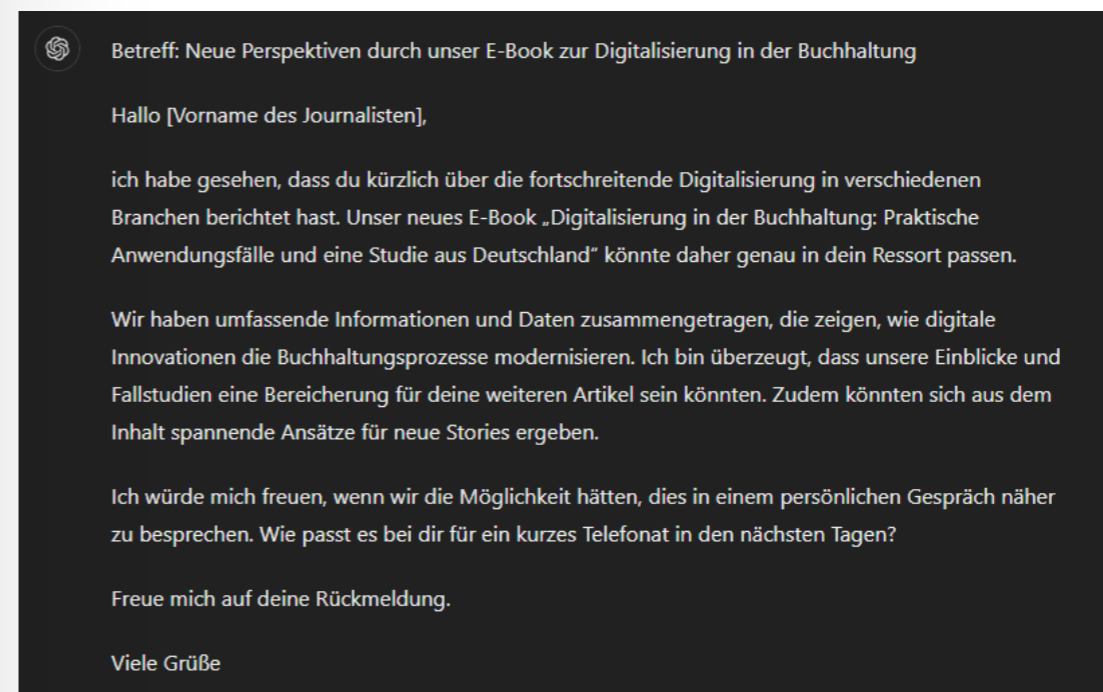 Betreff: Neue Perspektiven durch unser E-Book zur Digitalisierung in der Buchhaltung
Hallo [Vorname des Journalisten],
ich habe gesehen, dass du kürzlich über die fortschreitende Digitalisierung in verschiedenen
Branchen berichtet hast. Unser neues E-Book „Digitalisierung in der Buchhaltung: Praktische
Anwendungsfälle und eine Studie aus Deutschland“ könnte daher genau in dein Ressort passen.
Wir haben umfassende Informationen und Daten zusammengetragen, die zeigen, wie digitale
Innovationen die Buchhaltungsprozesse modernisieren. Ich bin überzeugt, dass unsere Einblicke und
Fallstudien eine Bereicherung für deine weiteren Artikel sein könnten. Zudem könnten sich aus dem
Inhalt spannende Ansätze für neue Stories ergeben.
Ich würde mich freuen, wenn wir die Möglichkeit hätten, dies in einem persönlichen Gespräch näher
zu besprechen. Wie passt es bei dir für ein kurzes Telefonat in den nächsten Tagen?
Freue mich auf deine Rückmeldung.
Viele Grüße